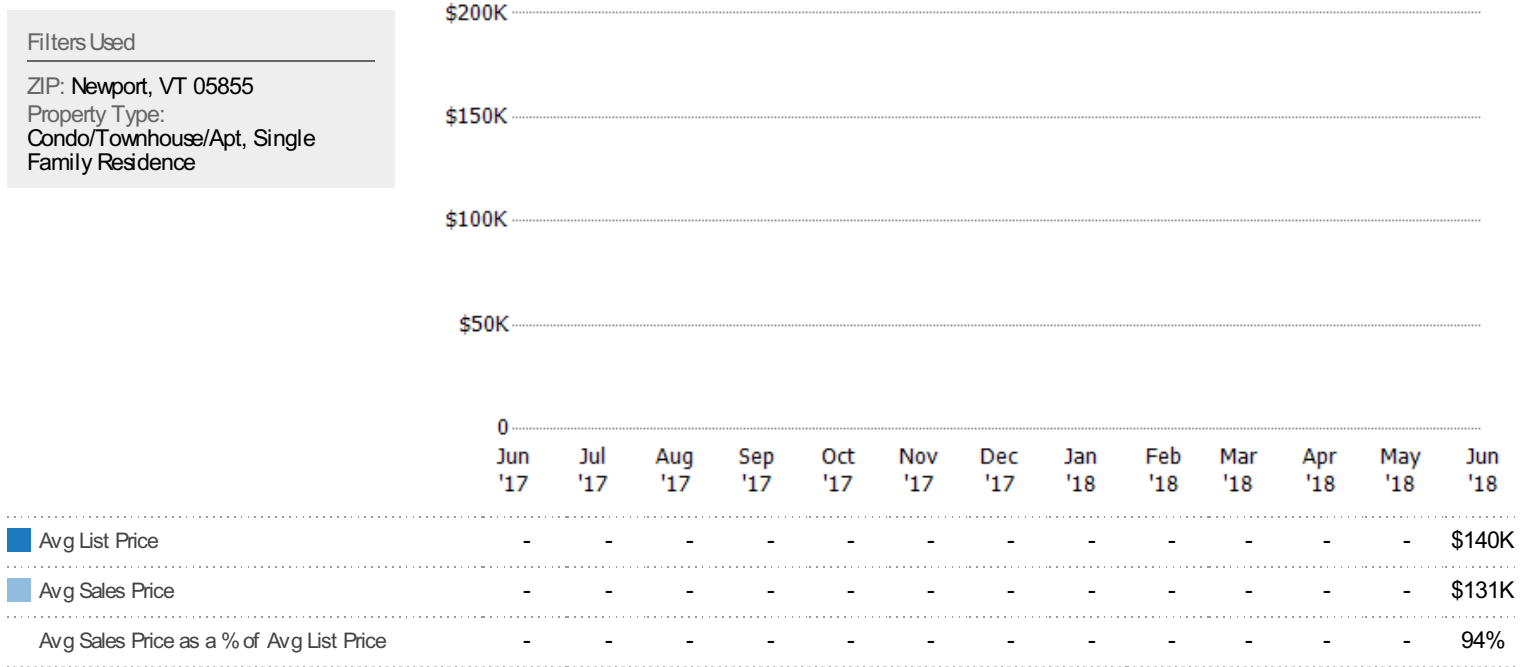 Filters Used
ZIP: Newport, VT 05855
Property Type:
Condo/Townhouse/Apt, Single
Family Residence
$200K
$150K
$100K
$50K
0
Jun Jul Aug Sep Oct Nov Dec Jan Feb Mar Apr May Jun
'17 '17 '17 '17 '17 '17 '17 '18 '18 '18 '18 '18 '18
Avg List Price - - - - - - - - - - - - $140K
Avg Sales Price - - - - - - - - - - - - $131K
Avg Sales Price as a % of Avg List Price - - - - - - - - - - - - 94%